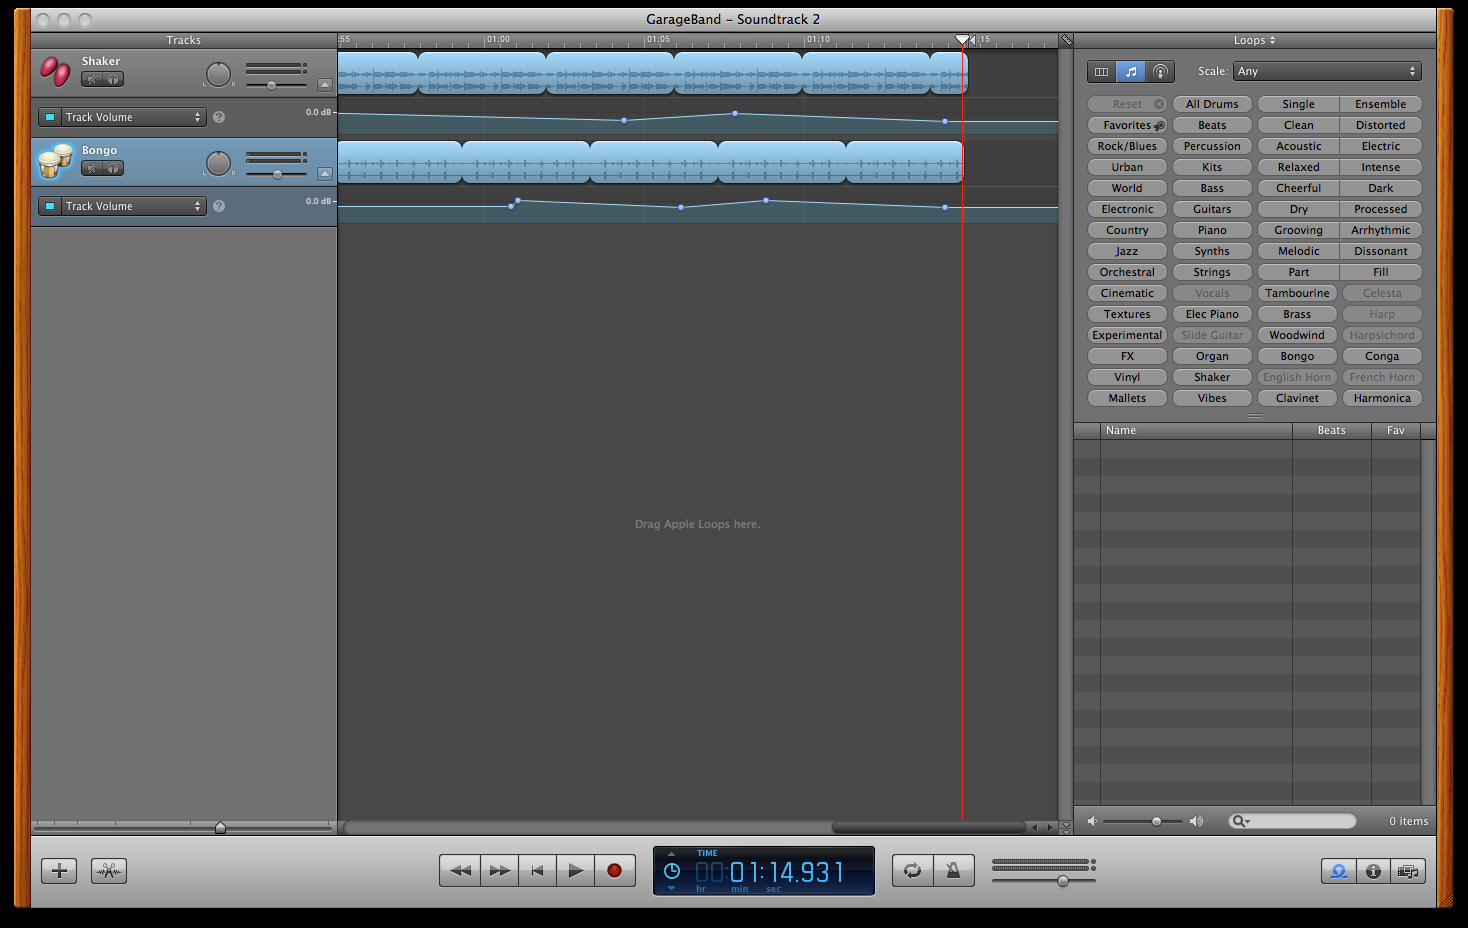 GarageBand – Soundtrack 2
Tracks
:55 01:00 01:05 01:10 :15
Loops
Shaker
L R
Track Volume ? 0.0 dB
Bongo
L R
Track Volume ? 0.0 dB
Drag Apple Loops here.
Scale: Any
Reset All Drums Single Ensemble
Favorites Beats Clean Distorted
Rock/Blues Percussion Acoustic Electric
Urban Kits Relaxed Intense
World Bass Cheerful Dark
Electronic Guitars Dry Processed
Country Piano Grooving Arrhythmic
Jazz Synths Melodic Dissonant
Orchestral Strings Part Fill
Cinematic Vocals Tambourine Celesta
Textures Elec Piano Brass Harp
Experimental Slide Guitar Woodwind Harpsichord
FX Organ Bongo Conga
Vinyl Shaker English Horn French Horn
Mallets Vibes Clavinet Harmonica
Name Beats Fav
0 items
TIME
00:01:14.931
hr min sec